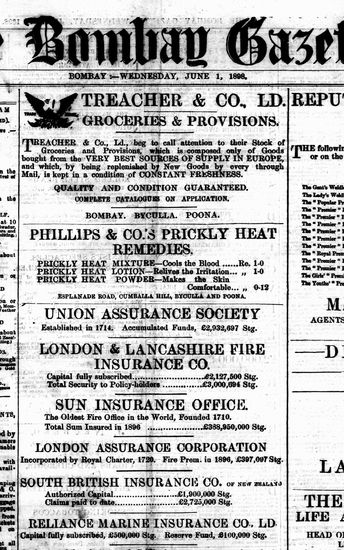 Bombay Gazet
BOMBAY :—WEDNESDAY, JUNE 1, 1898.
TREACHER & CO., LD.
GROCERIES & PROVISIONS.
TREACHER & Co., Ld., beg to call attention to their Stock of
Groceries and Provisions, which is composed only of Goods
bought from the VERY BEST SOURCES OF SUPPLY IN EUROPE,
and which, by being replenished by New Goods by every through
Mail, is kept in a condition of CONSTANT FRESHNESS.
QUALITY AND CONDITION GUARANTEED.
COMPLETE CATALOGUES ON APPLICATION.
BOMBAY. BYCULLA. POONA.
PHILLIPS & CO.'S PRICKLY HEAT
REMEDIES.
PRICKLY HEAT MIXTURE—Cools the Blood ......Re. 1-0
PRICKLY HEAT LOTION—Relives the Irritation... „ 1-0
PRICKLY HEAT POWDER—Makes the Skin
Comfortable... „ 0-12
ESPLANADE ROAD, CUMBALLA HILL, BYCULLA AND POONA.
UNION ASSURANCE SOCIETY
Established in 1714. Accumulated Funds, £2,932,697 Stg.
LONDON & LANCASHIRE FIRE
INSURANCE CO.
Capital fully subscribed..............£2,127,500 Stg.
Total Security to Policy-holders ..............£3,000,694 Stg.
SUN INSURANCE OFFICE.
The Oldest Fire Office in the World, Founded 1710.
Total Sum Insured in 1896 ..............£388,950,000 Stg.
LONDON ASSURANCE CORPORATION
Incorporated by Royal Charter, 1720. Fire Prem. in 1896, £397,097 Stg.
SOUTH BRITISH INSURANCE CO. OF NEW ZEALAND
Authorized Capital..............£1,900,000 Stg.
Claims paid to date..............£2,725,000 Stg.
RELIANCE MARINE INSURANCE CO. LD
Capital fully subscribed, £500,000 Stg. Reserve Fund, £100,000 Stg.
REPU
THE followin
or on the
The Gent's
The Lady's
The " Popular
The " Premier
The " Premier
The " Premier
The " Premier
The " Premier
The " Royal Prem
The " Premier
The " Premier
The Girls' " Premi
The Youths' " Pre
M
AGENTS
D
LA
THE
LIFE A
HEAD OF